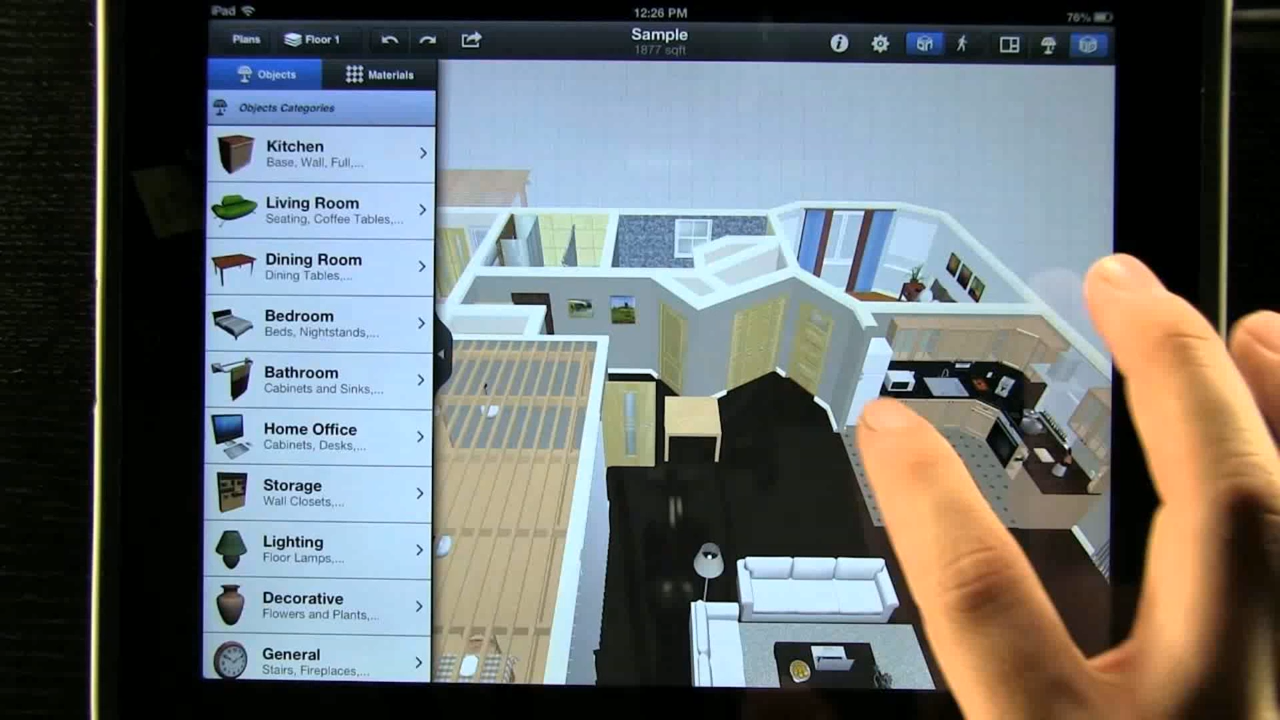 iPad
12:26 PM
76%
Plans
Floor 1
Sample
1877 sqft
Objects
Materials
Objects Categories
Kitchen
Base, Wall, Full,...
Living Room
Seating, Coffee Tables,...
Dining Room
Dining Tables,...
Bedroom
Beds, Nightstands,...
Bathroom
Cabinets and Sinks,...
Home Office
Cabinets, Desks,...
Storage
Wall Closets,...
Lighting
Floor Lamps,...
Decorative
Flowers and Plants,...
General
Stairs, Fireplaces,...